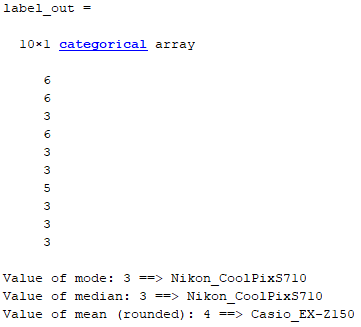 label_out =
10×1 categorical array
6
6
3
6
3
3
5
3
3
3
Value of mode: 3 ==> Nikon_CoolPixS710
Value of median: 3 ==> Nikon_CoolPixS710
Value of mean (rounded): 4 ==> Casio_EX-Z150